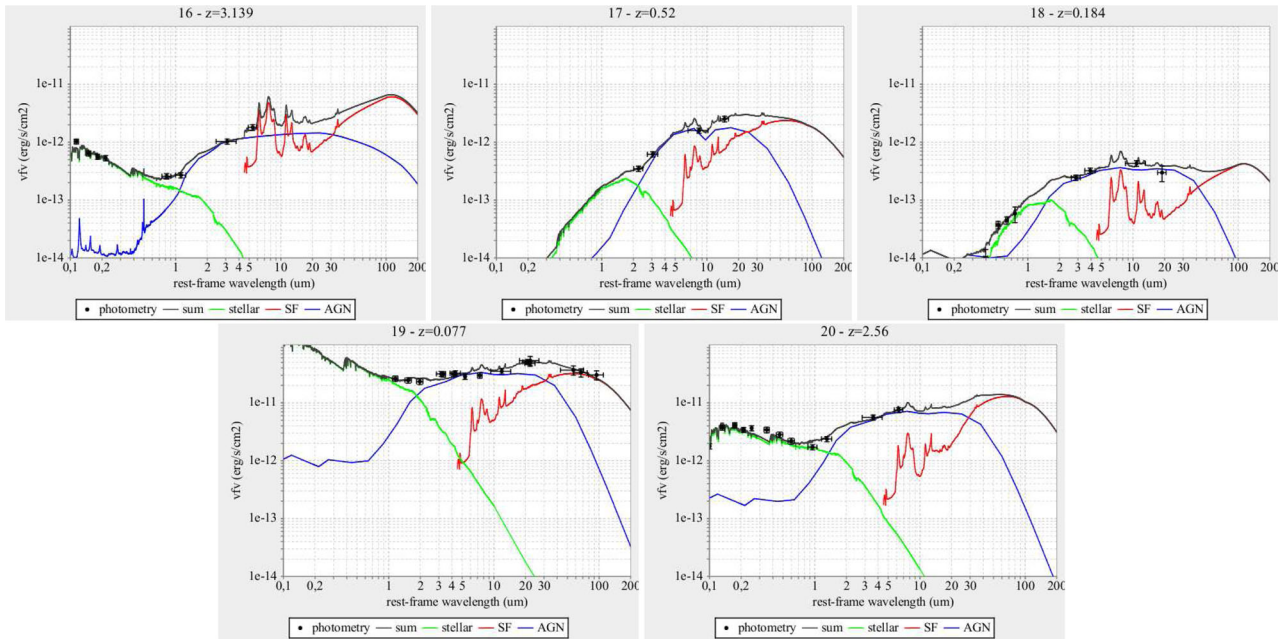 16 - z=3.139
νfν (erg/s/cm2)
1e-11
1e-12
1e-13
1e-14
0,1 0,2 1 2 3 4 5 10 20 30 100 200
rest-frame wavelength (um)
photometry sum stellar SF AGN
17 - z=0.52
νfν (erg/s/cm2)
1e-11
1e-12
1e-13
1e-14
0,1 0,2 1 2 3 4 5 10 20 30 100 200
rest-frame wavelength (um)
photometry sum stellar SF AGN
18 - z=0.184
νfν (erg/s/cm2)
1e-11
1e-12
1e-13
1e-14
0,1 0,2 1 2 3 4 5 10 20 30 100 200
rest-frame wavelength (um)
photometry sum stellar SF AGN
19 - z=0.077
νfν (erg/s/cm2)
1e-11
1e-12
1e-13
1e-14
0,1 0,2 1 2 3 4 5 10 20 30 100 200
rest-frame wavelength (um)
photometry sum stellar SF AGN
20 - z=2.56
νfν (erg/s/cm2)
1e-11
1e-12
1e-13
1e-14
0,1 0,2 1 2 3 4 5 10 20 30 100 200
rest-frame wavelength (um)
photometry sum stellar SF AGN